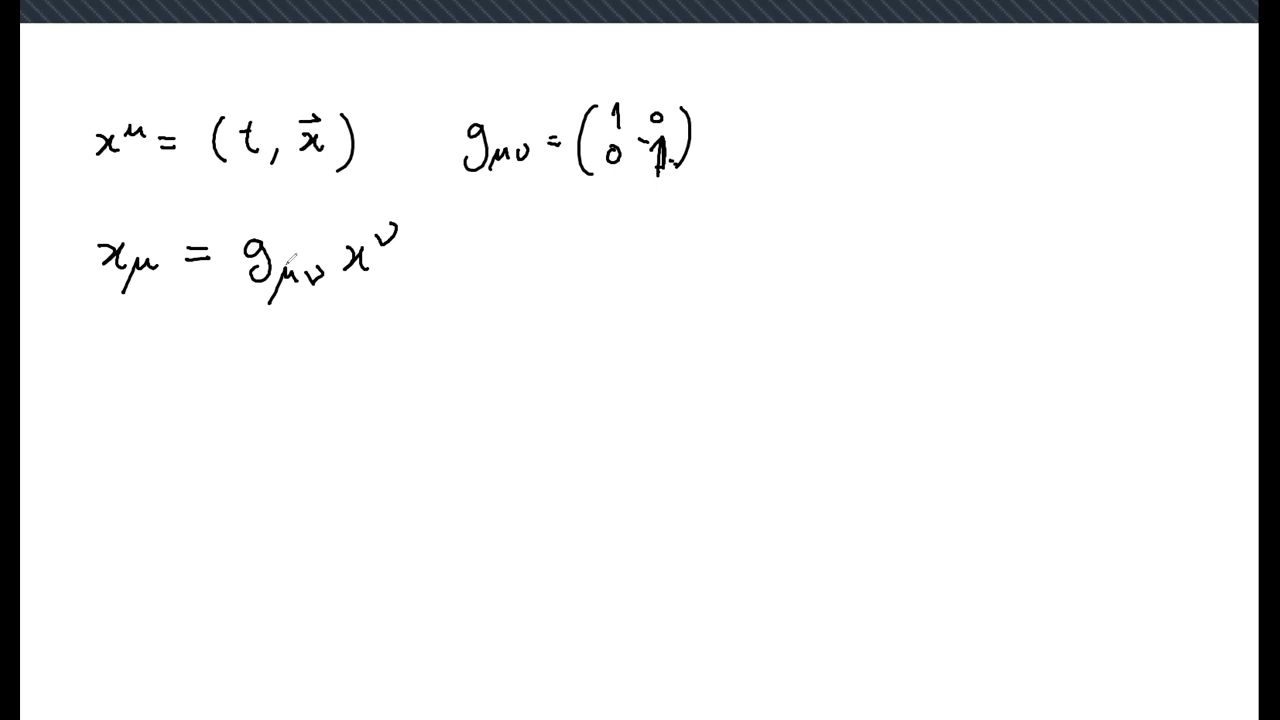 x^μ = (t, x⃗)    g_μν = (1 0 0 -1)
x_μ = g_μν x^ν